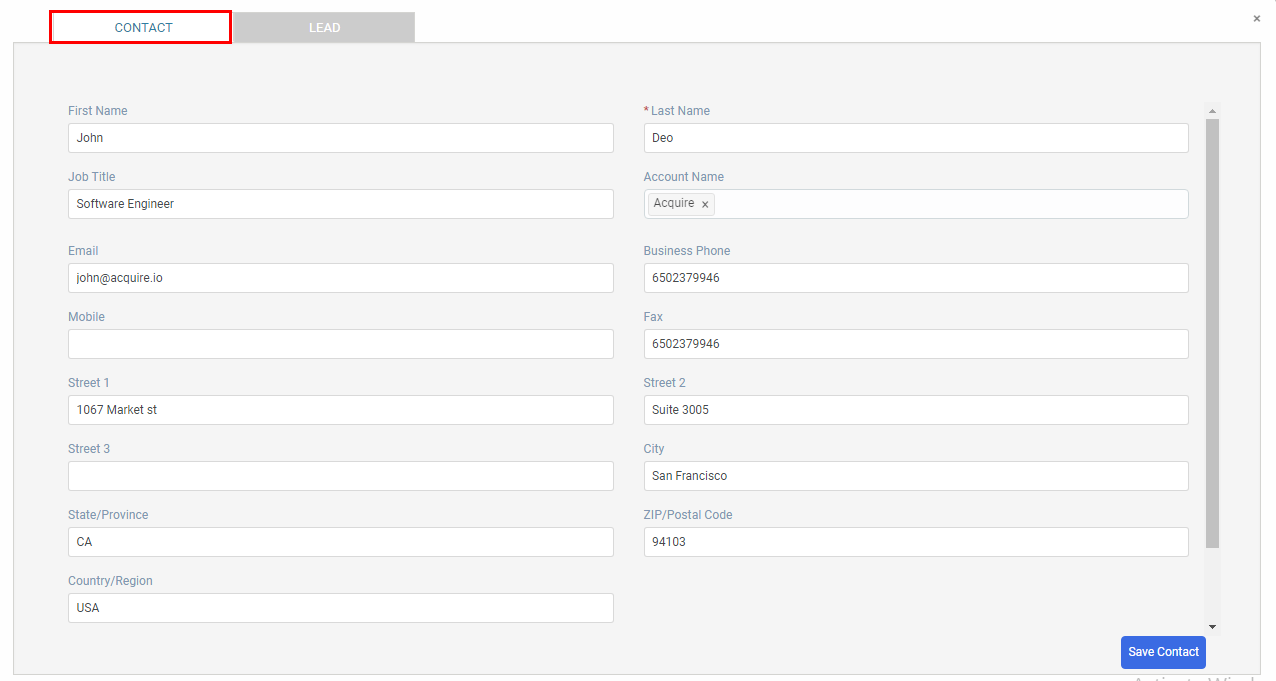 CONTACT LEAD ×
First Name * Last Name
John Deo
Job Title Account Name
Software Engineer Acquire ×
Email Business Phone
john@acquire.io 6502379946
Mobile Fax
6502379946
Street 1 Street 2
1067 Market st Suite 3005
Street 3 City
San Francisco
State/Province ZIP/Postal Code
CA 94103
Country/Region
USA
Save Contact